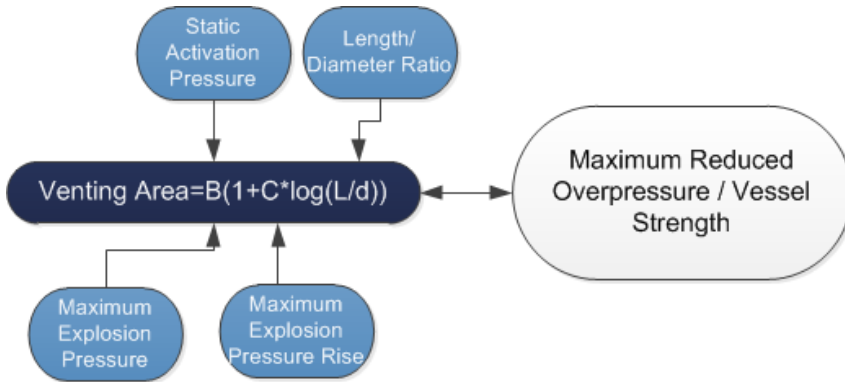 Static
Activation
Pressure
Length/
Diameter Ratio
Venting Area=B(1+C*log(L/d))
Maximum Reduced
Overpressure / Vessel
Strength
Maximum
Explosion
Pressure
Maximum
Explosion
Pressure Rise